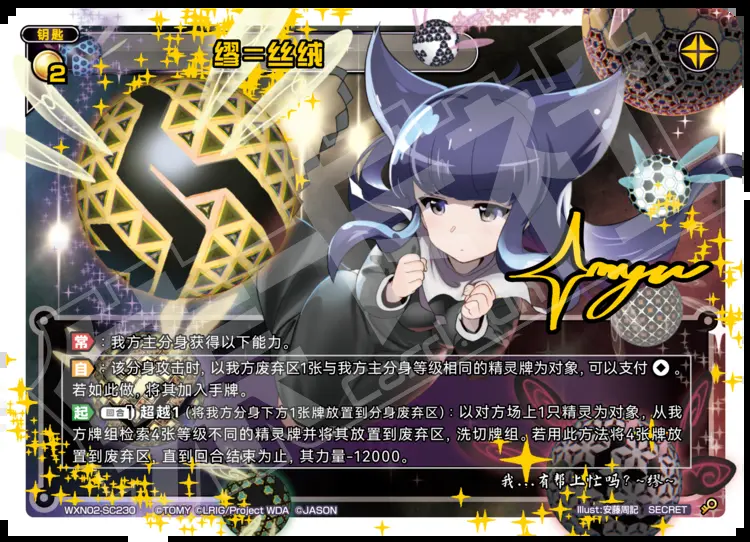 钥匙
2
缪=丝绒
myu
常：我方主分身获得以下能力。
自：该分身攻击时，以我方废弃区1张与我方主分身等级相同的精灵牌为对象，可以支付 。
若如此做，将其加入手牌。
起 回合1 超越1（将我方分身下方1张牌放置到分身废弃区）：以对方场上1只精灵为对象，从我
方牌组检索4张等级不同的精灵牌并将其放置到废弃区，洗切牌组。若用此方法将4张牌放
置到废弃区，直到回合结束为止，其力量-12000。
我...有帮上忙吗？~缪~
WXN02-SC230 ©TOMY ©LRIG/Project WDA ©JASON Illust:安藤周記 SECRET